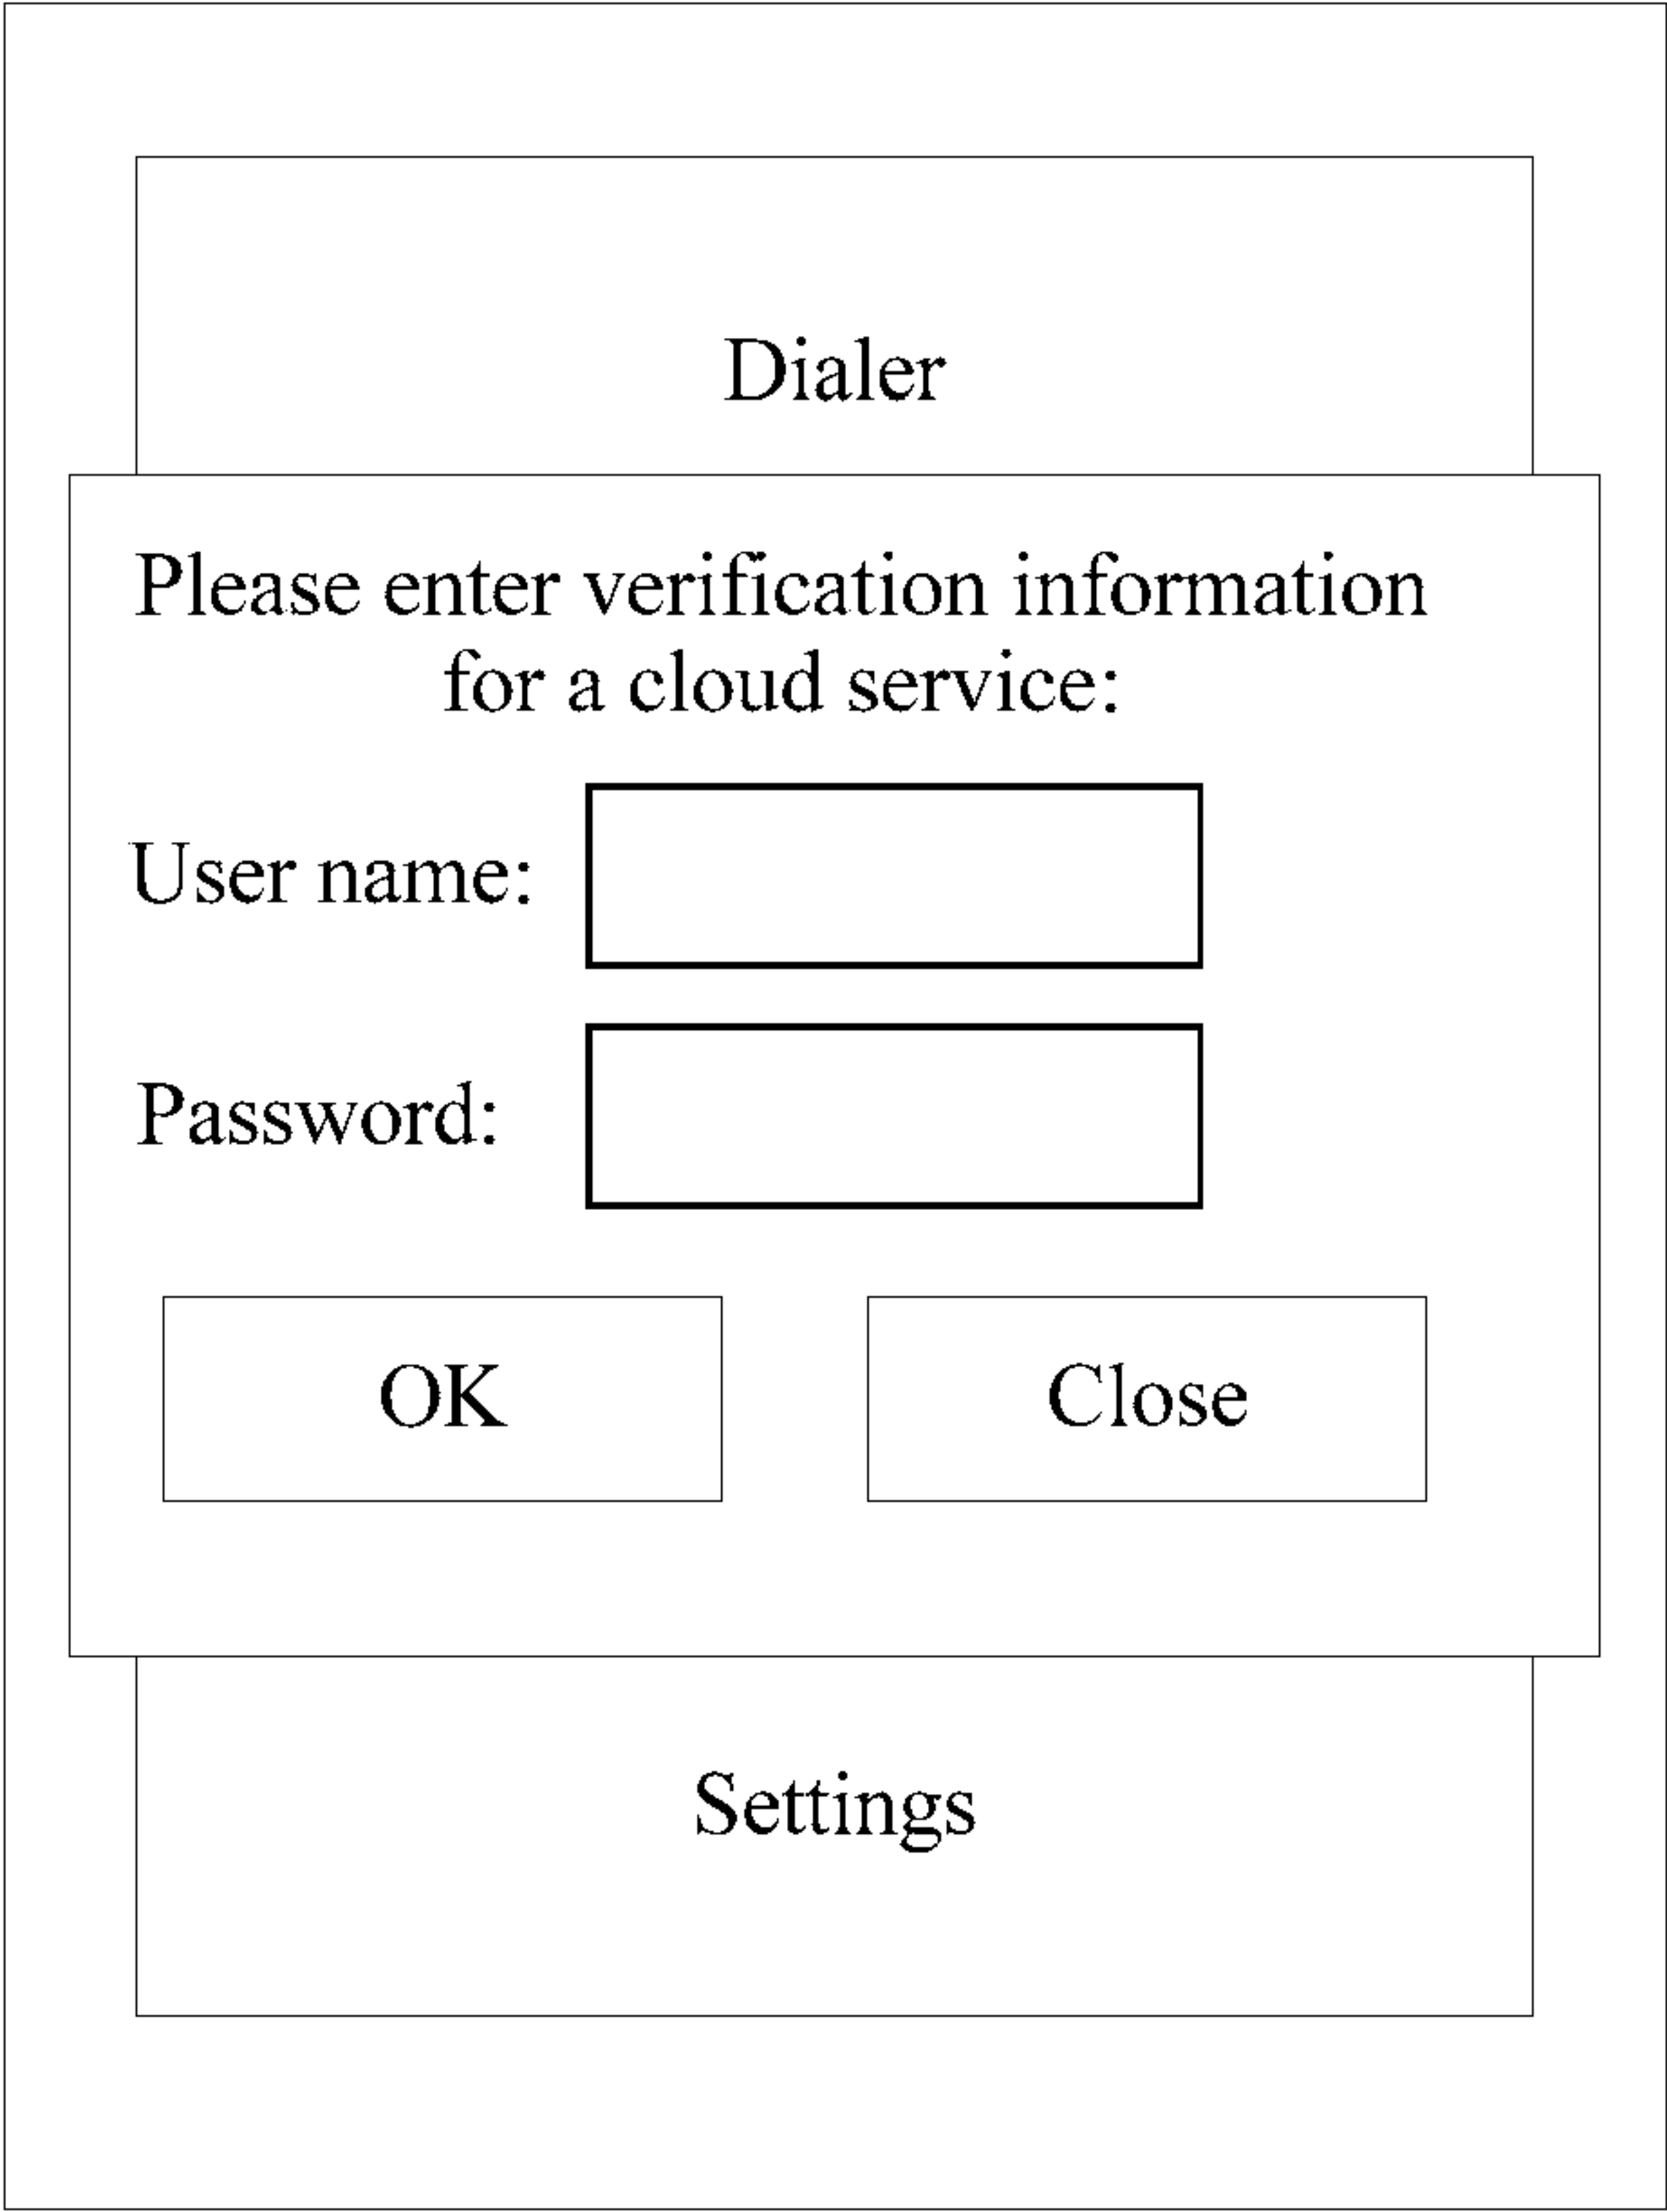 Dialer
Please enter verification information
for a cloud service:
User name:
Password:
OK
Close
Settings